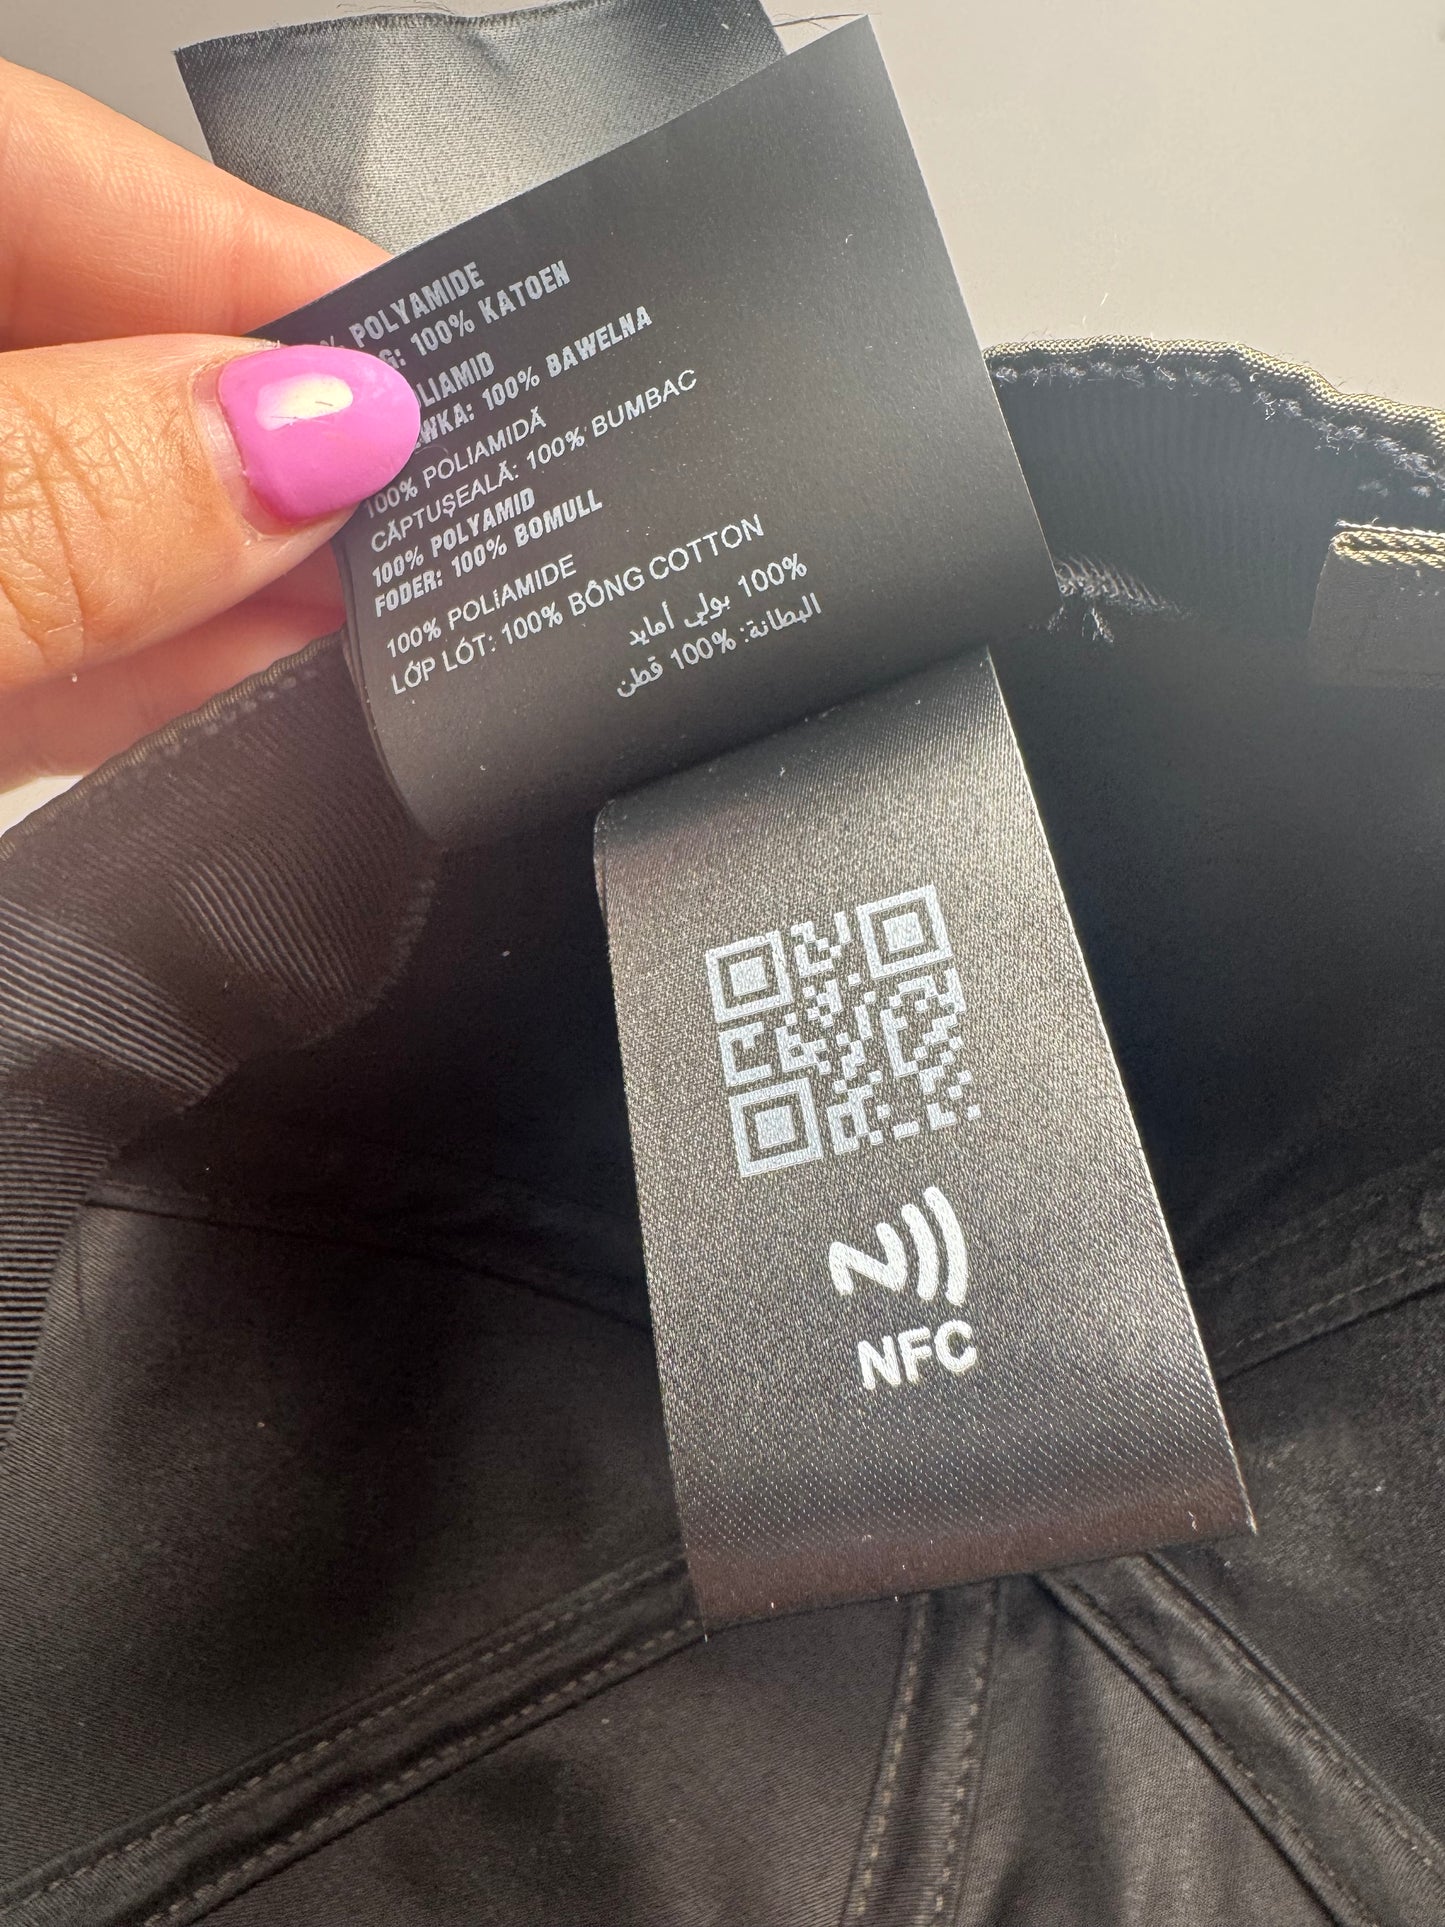 % POLYAMIDE
G: 100% KATOEN
LIAMID
WKA: 100% BAWEŁNA
100% POLIAMIDĂ
CĂPTUȘEALĂ: 100% BUMBAC
100% POLYAMID
FODER: 100% BOMULL
100% POLIAMIDE
LỚP LÓT: 100% BÔNG COTTON
100% بولي أمايد
البطانة: 100% قطن
NFC